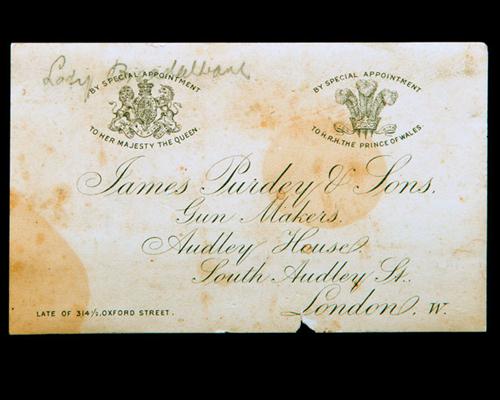 Lady Breadalbane
BY SPECIAL APPOINTMENT
TO HER MAJESTY THE QUEEN.
BY SPECIAL APPOINTMENT
TO H.R.H. THE PRINCE OF WALES.
James Purdey & Sons.
Gun Makers.
Audley House.
South Audley St.
London. W.
LATE OF 314½, OXFORD STREET.